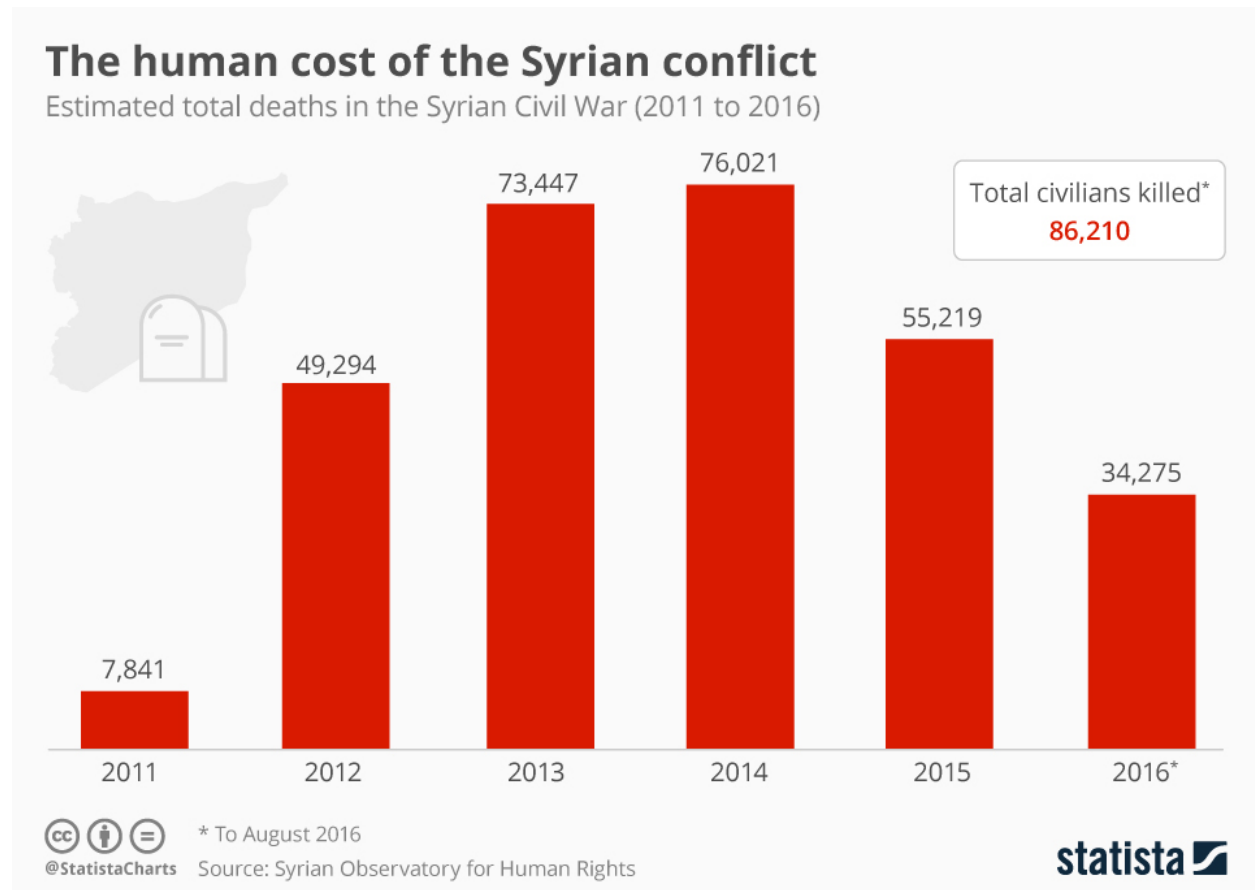 The human cost of the Syrian conflict
Estimated total deaths in the Syrian Civil War (2011 to 2016)
76,021
73,447
Total civilians killed*
86,210
55,219
49,294
34,275
7,841
2011 2012 2013 2014 2015 2016*
cc =
@StatistaCharts
* To August 2016
Source: Syrian Observatory for Human Rights
statista